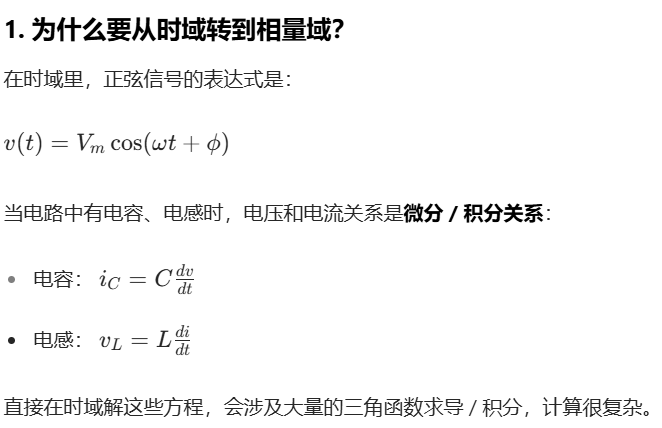 1. 为什么要从时域转到相量域？
在时域里，正弦信号的表达式是：
v(t) = V_m cos(ωt + ϕ)
当电路中有电容、电感时，电压和电流关系是微分 / 积分关系：
• 电容： i_C = C dv/dt
• 电感： v_L = L di/dt
直接在时域解这些方程，会涉及大量的三角函数求导 / 积分，计算很复杂。